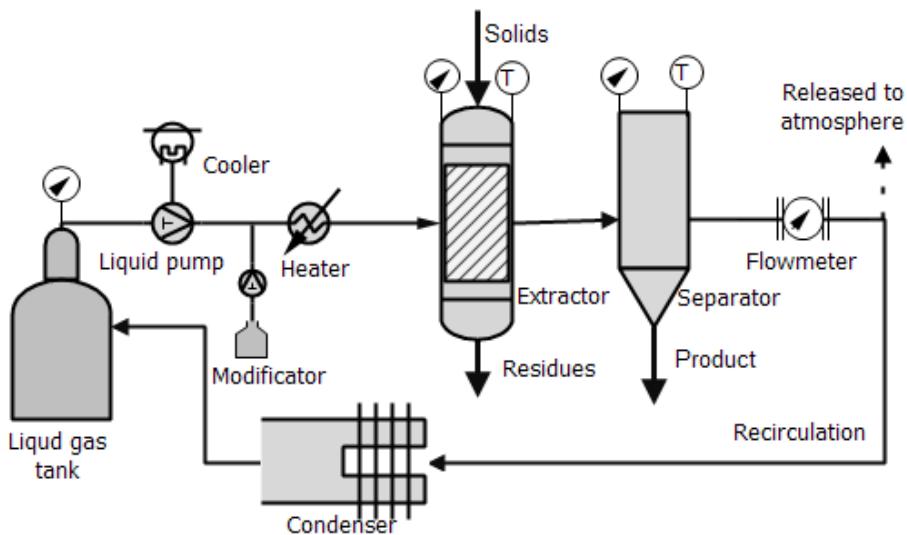 Solids
T
T
Released to
atmosphere
Cooler
T
Liquid pump
Heater
Flowmeter
Extractor
Separator
T
Modificator
Residues
Product
Liqud gas
tank
Recirculation
Condenser